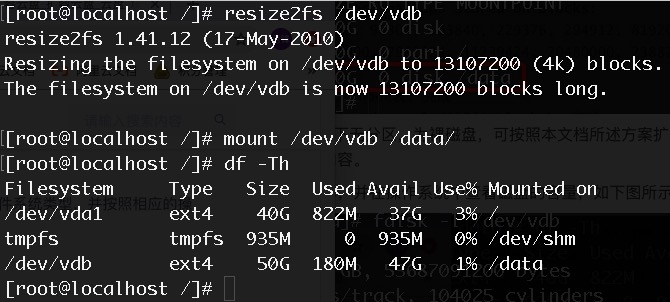 [root@localhost /]# resize2fs /dev/vdb
resize2fs 1.41.12 (17-May-2010)
Resizing the filesystem on /dev/vdb to 13107200 (4k) blocks.
The filesystem on /dev/vdb is now 13107200 blocks long.
[root@localhost /]# mount /dev/vdb /data/
[root@localhost /]# df -Th
Filesystem Type Size Used Avail Use% Mounted on
/dev/vda1 ext4 40G 822M 37G 3% /
tmpfs tmpfs 935M 0 935M 0% /dev/shm
/dev/vdb ext4 50G 180M 47G 1% /data
[root@localhost /]#